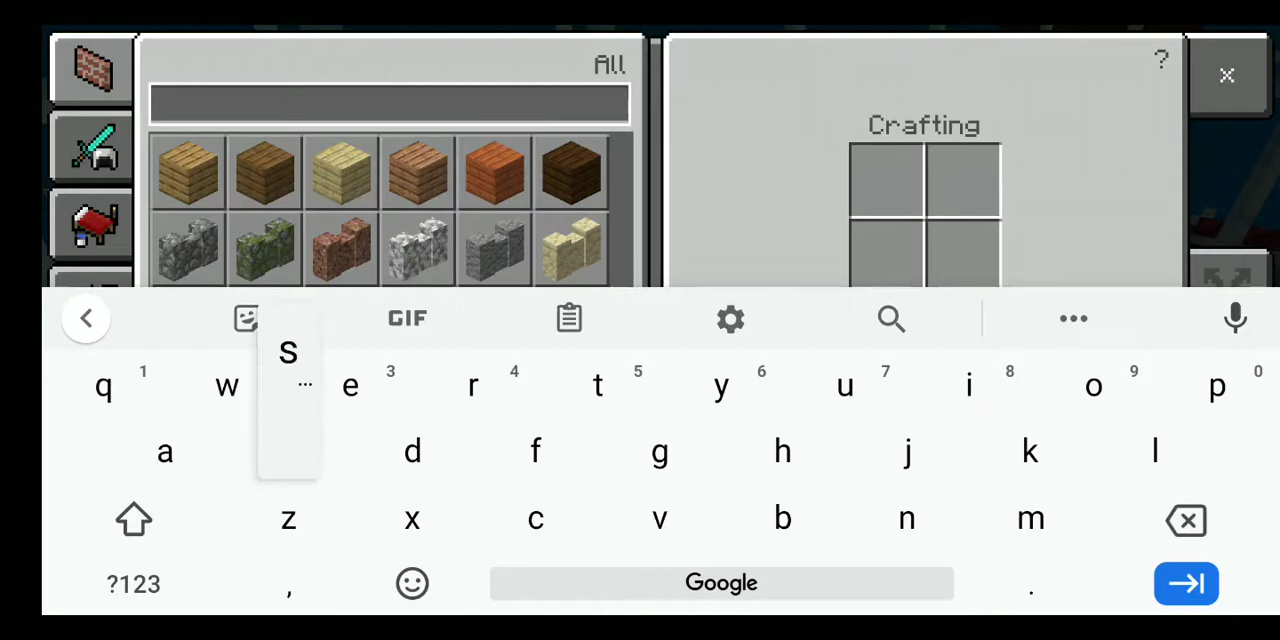 All
?
Crafting
GIF
s
...
q 1 w e 3 r 4 t 5 y 6 u 7 i 8 o 9 p 0
a d f g h j k l
z x c v b n m
?123 , Google .